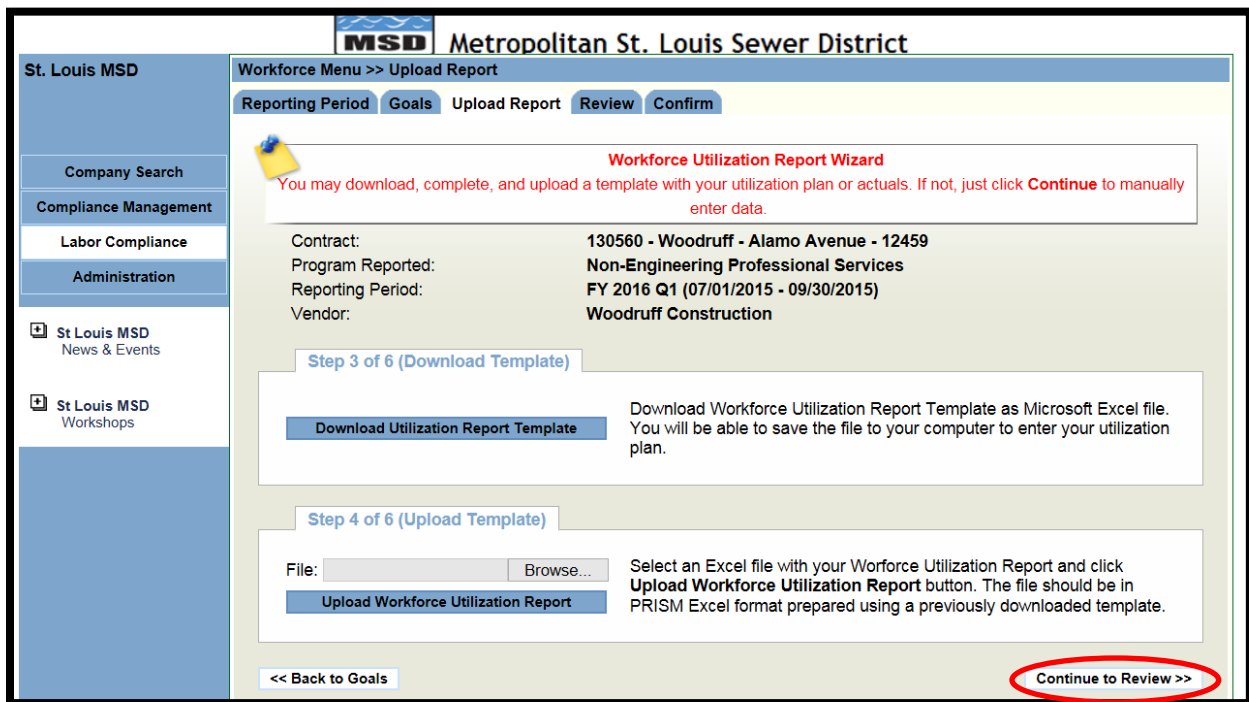 MSD Metropolitan St. Louis Sewer District
St. Louis MSD
Workforce Menu >> Upload Report
Reporting Period Goals Upload Report Review Confirm
Company Search
Compliance Management
Labor Compliance
Administration
St Louis MSD
News & Events
St Louis MSD
Workshops
Workforce Utilization Report Wizard
You may download, complete, and upload a template with your utilization plan or actuals. If not, just click Continue to manually
enter data.
Contract: 130560 - Woodruff - Alamo Avenue - 12459
Program Reported: Non-Engineering Professional Services
Reporting Period: FY 2016 Q1 (07/01/2015 - 09/30/2015)
Vendor: Woodruff Construction
Step 3 of 6 (Download Template)
Download Utilization Report Template
Download Workforce Utilization Report Template as Microsoft Excel file.
You will be able to save the file to your computer to enter your utilization
plan.
Step 4 of 6 (Upload Template)
File: Browse...
Upload Workforce Utilization Report
Select an Excel file with your Worforce Utilization Report and click
Upload Workforce Utilization Report button. The file should be in
PRISM Excel format prepared using a previously downloaded template.
<< Back to Goals
Continue to Review >>